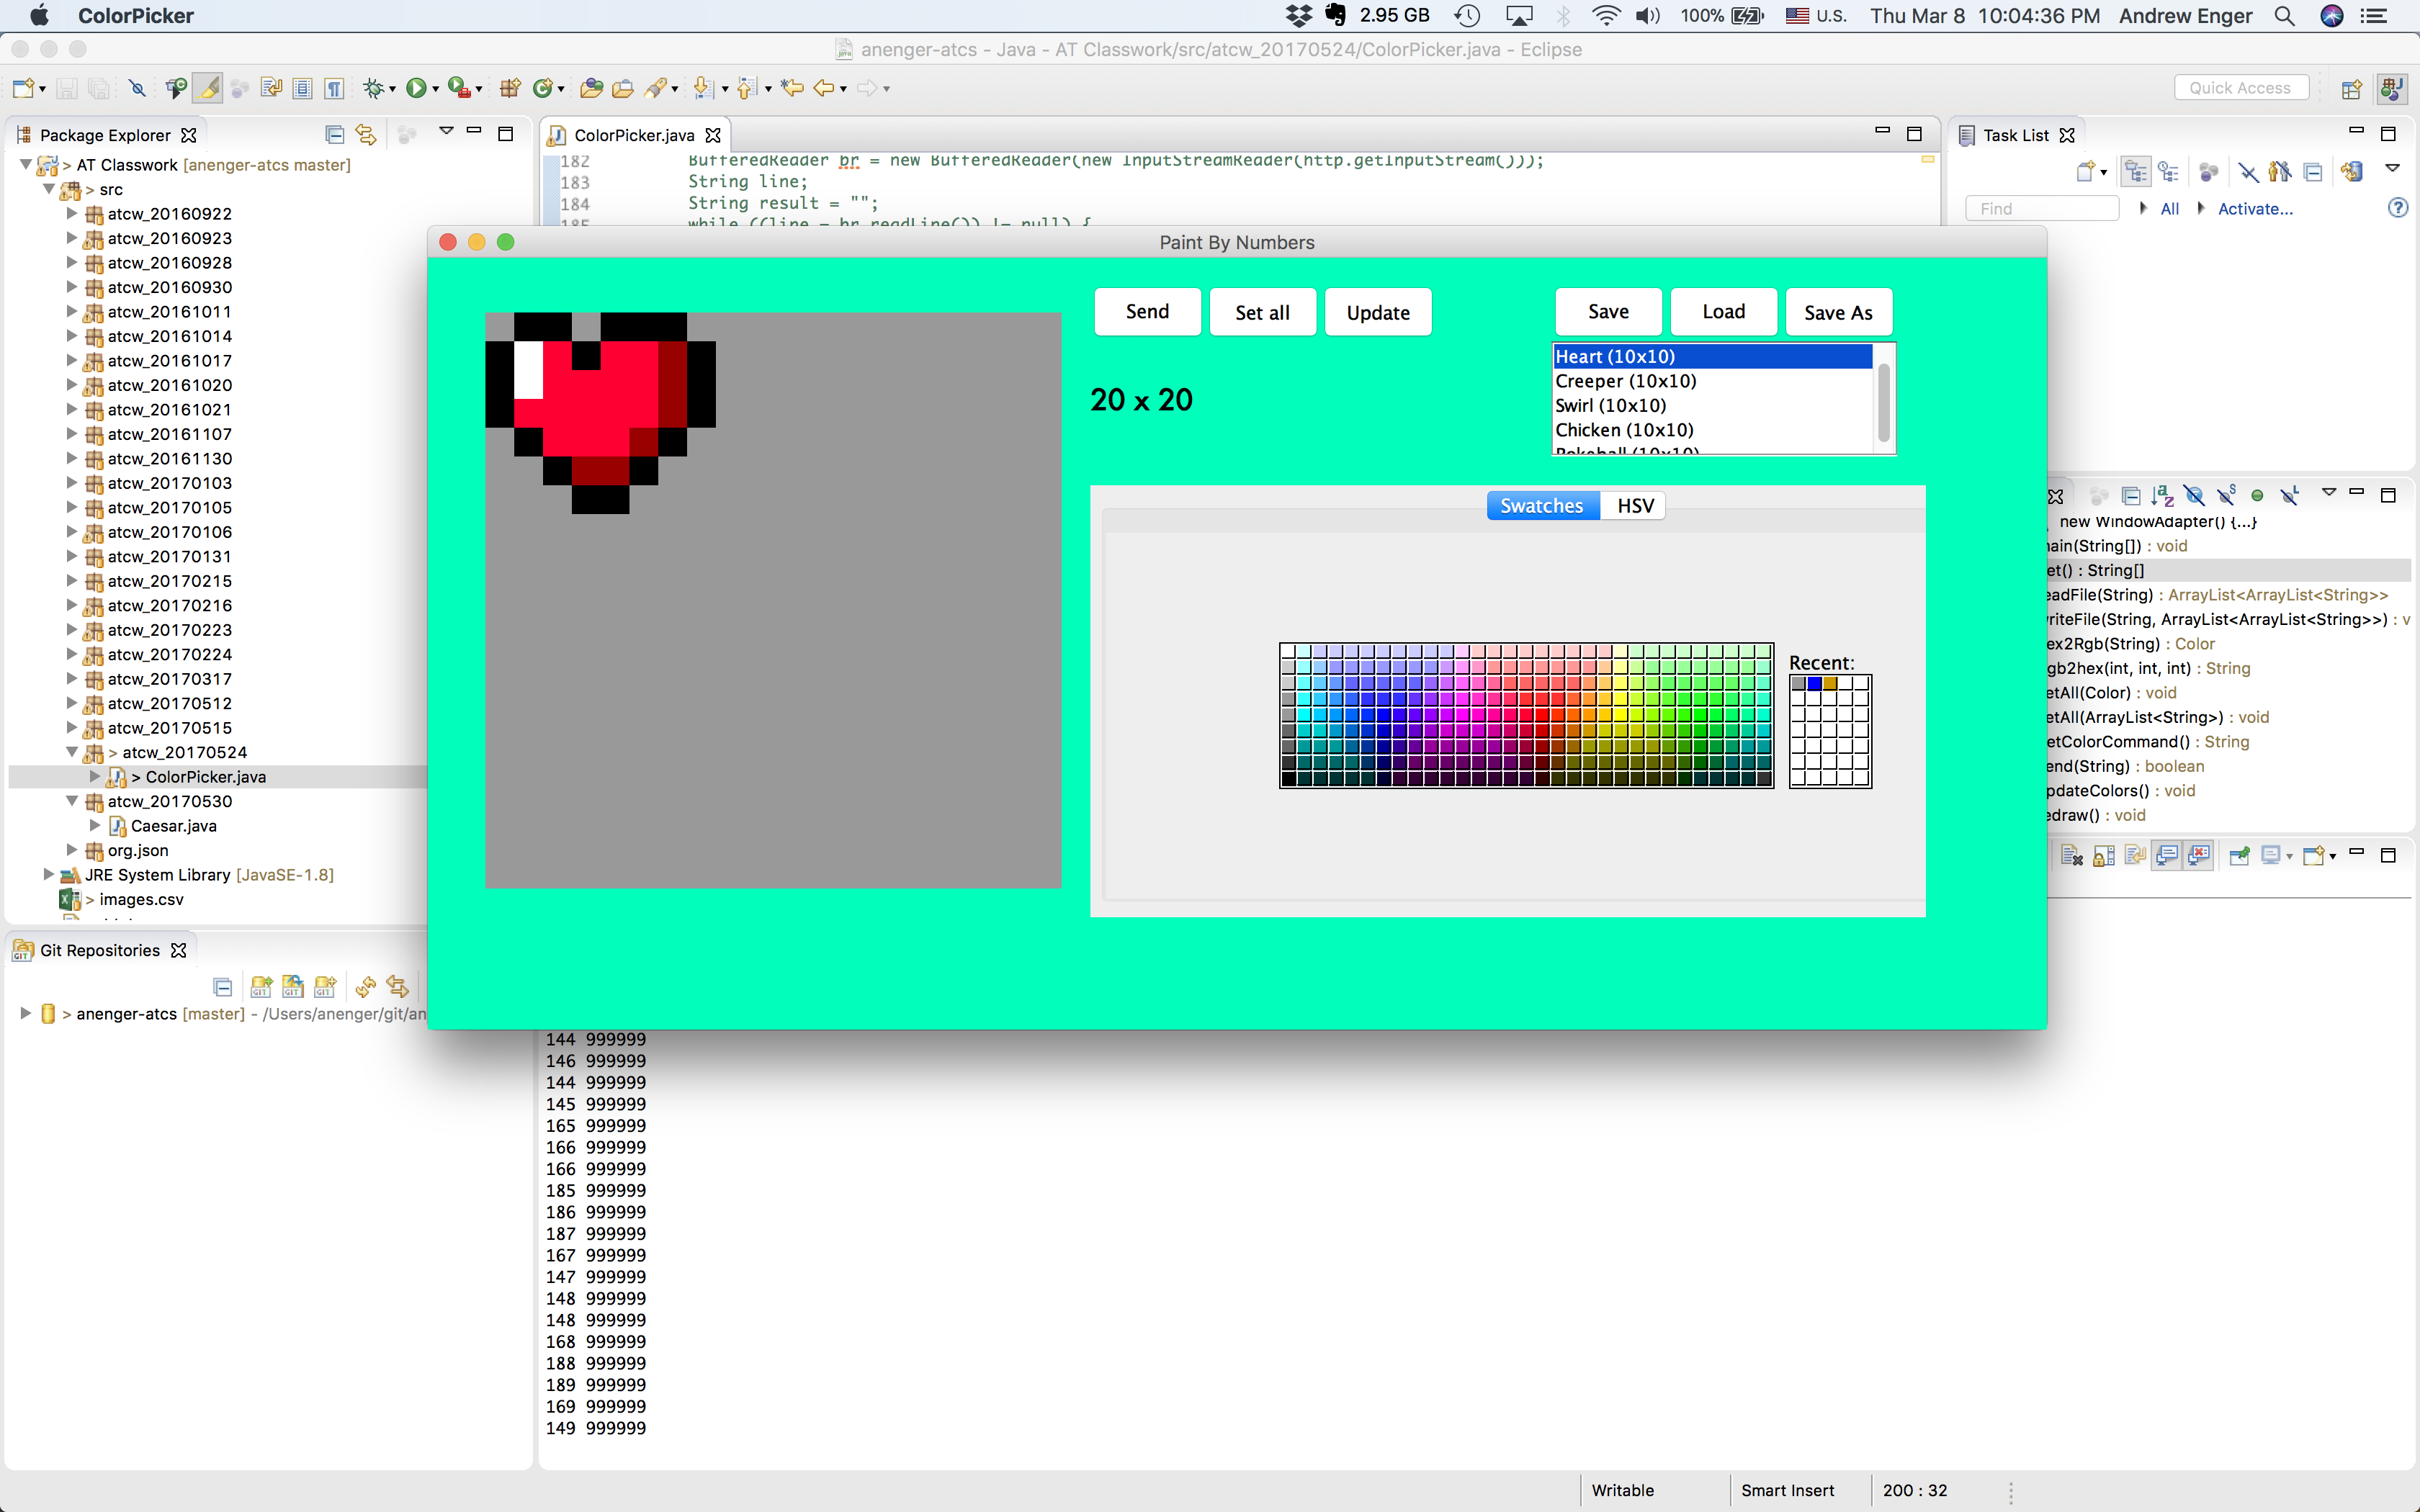 ColorPicker 2.95 GB 100% U.S. Thu Mar 8 10:04:36 PM Andrew Enger
anenger-atcs - Java - AT Classwork/src/atcw_20170524/ColorPicker.java - Eclipse
Quick Access
Package Explorer
> AT Classwork [anenger-atcs master]
> src
atcw_20160922
atcw_20160923
atcw_20160928
atcw_20160930
atcw_20161011
atcw_20161014
atcw_20161017
atcw_20161020
atcw_20161021
atcw_20161107
atcw_20161130
atcw_20170103
atcw_20170105
atcw_20170106
atcw_20170131
atcw_20170215
atcw_20170216
atcw_20170223
atcw_20170224
atcw_20170317
atcw_20170512
atcw_20170515
> atcw_20170524
> ColorPicker.java
atcw_20170530
Caesar.java
org.json
JRE System Library [JavaSE-1.8]
> images.csv
Git Repositories
> anenger-atcs [master] - /Users/anenger/git/an
ColorPicker.java
182 BufferedReader br = new BufferedReader(new InputStreamReader(http.getInputStream()));
183 String line;
184 String result = "";
185 while ((line = br.readLine()) != null) {
Paint By Numbers
Send Set all Update Save Load Save As
20 x 20
Heart (10x10)
Creeper (10x10)
Swirl (10x10)
Chicken (10x10)
Pokeball (10x10)
Swatches HSV
Recent:
144 999999
146 999999
144 999999
145 999999
165 999999
166 999999
166 999999
185 999999
186 999999
187 999999
167 999999
147 999999
148 999999
148 999999
168 999999
188 999999
189 999999
169 999999
149 999999
Task List
Find All Activate...
new WindowAdapter() {...}
ain(String[]) : void
et() : String[]
eadFile(String) : ArrayList<ArrayList<String>>
riteFile(String, ArrayList<ArrayList<String>>) : v
ex2Rgb(String) : Color
gb2hex(int, int, int) : String
etAll(Color) : void
etAll(ArrayList<String>) : void
etColorCommand() : String
end(String) : boolean
pdateColors() : void
edraw() : void
Writable Smart Insert 200 : 32